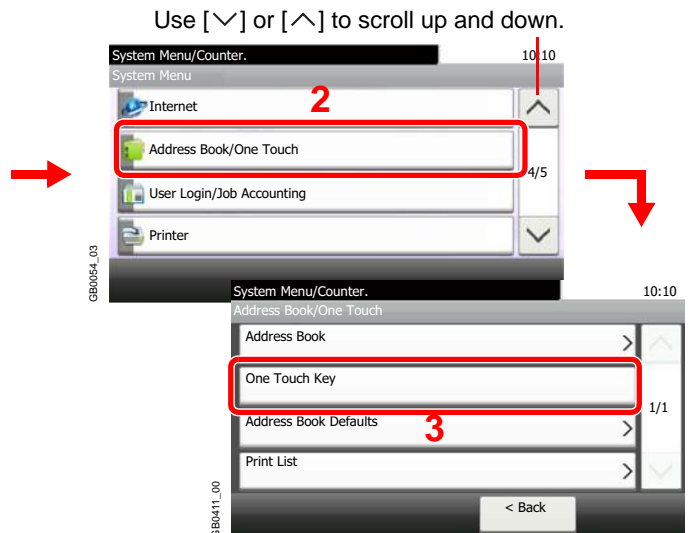 Use [∨] or [∧] to scroll up and down.
System Menu/Counter.
10:10
System Menu
Internet
2
Address Book/One Touch
4/5
User Login/Job Accounting
Printer
GB0054_03
System Menu/Counter.
10:10
Address Book/One Touch
Address Book
>
One Touch Key
1/1
Address Book Defaults
>
3
Print List
>
GB0411_00
< Back